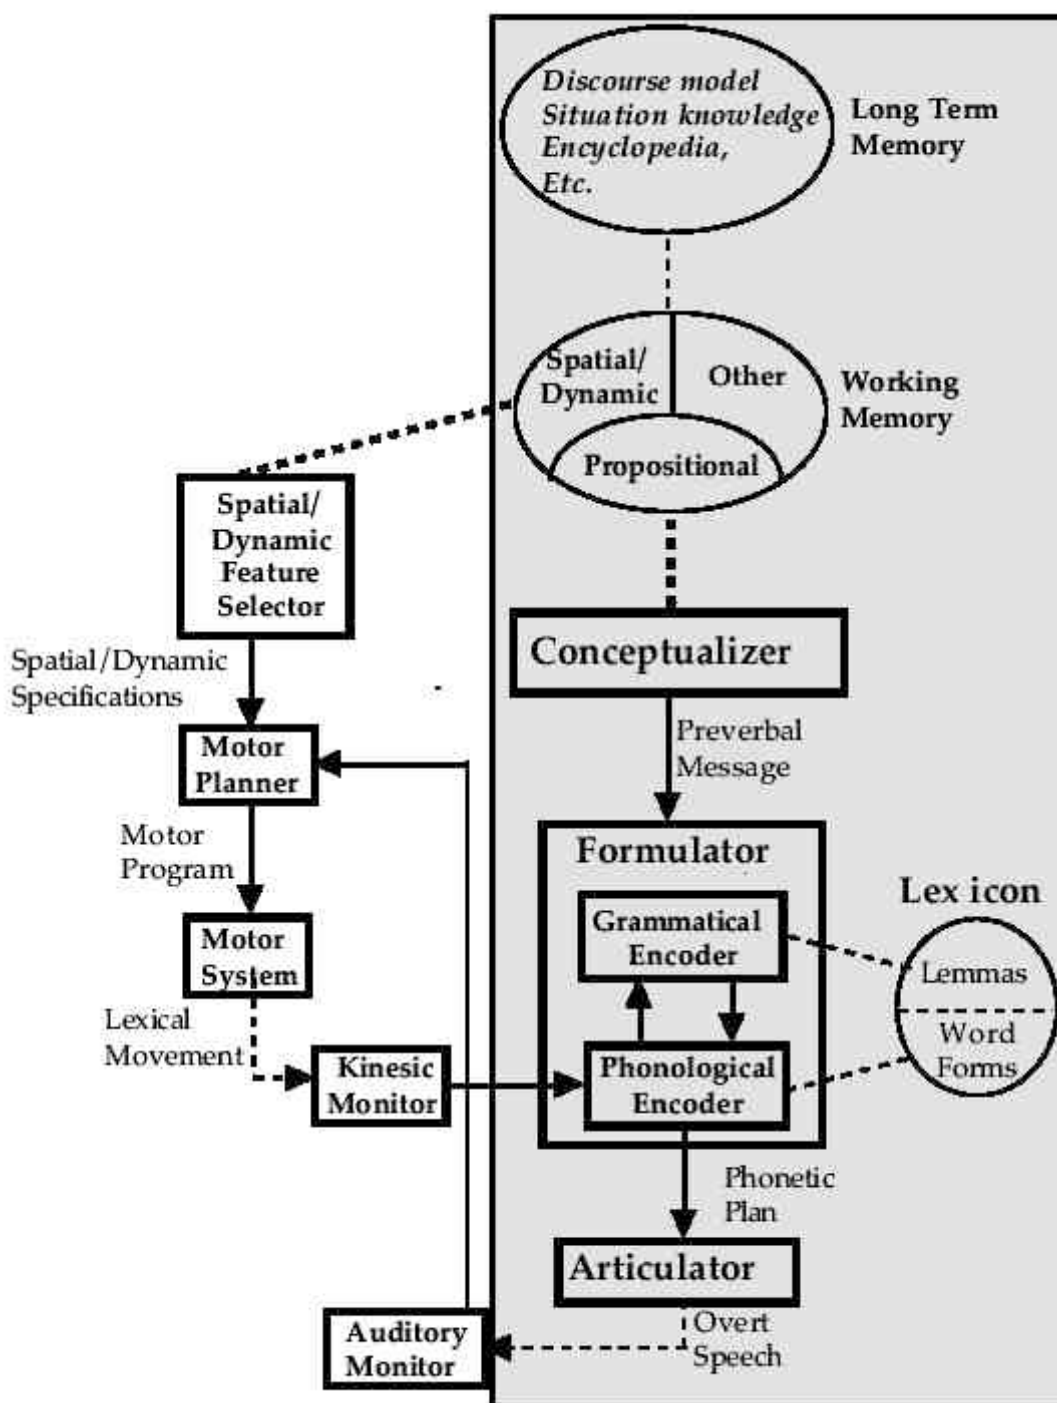 Discourse model
Situation knowledge
Encyclopedia,
Etc.
Long Term
Memory
Spatial/
Dynamic
Other
Propositional
Working
Memory
Spatial/
Dynamic
Feature
Selector
Spatial/Dynamic
Specifications
Conceptualizer
Preverbal
Message
Motor
Planner
Motor
Program
Formulator
Grammatical
Encoder
Lexicon
Lemmas
Word
Forms
Motor
System
Lexical
Movement
Kinesic
Monitor
Phonological
Encoder
Phonetic
Plan
Articulator
Overt
Speech
Auditory
Monitor